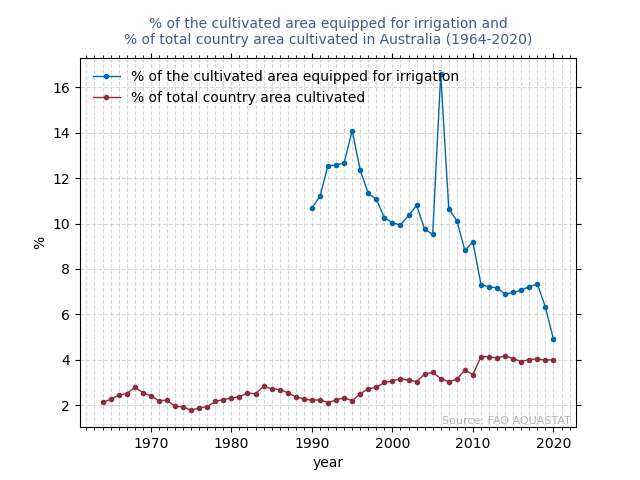 % of the cultivated area equipped for irrigation and
% of total country area cultivated in Australia (1964-2020)
% of the cultivated area equipped for irrigation
% of total country area cultivated
%
16
14
12
10
8
6
4
2
Source: FAO AQUASTAT
1970 1980 1990 2000 2010 2020
year